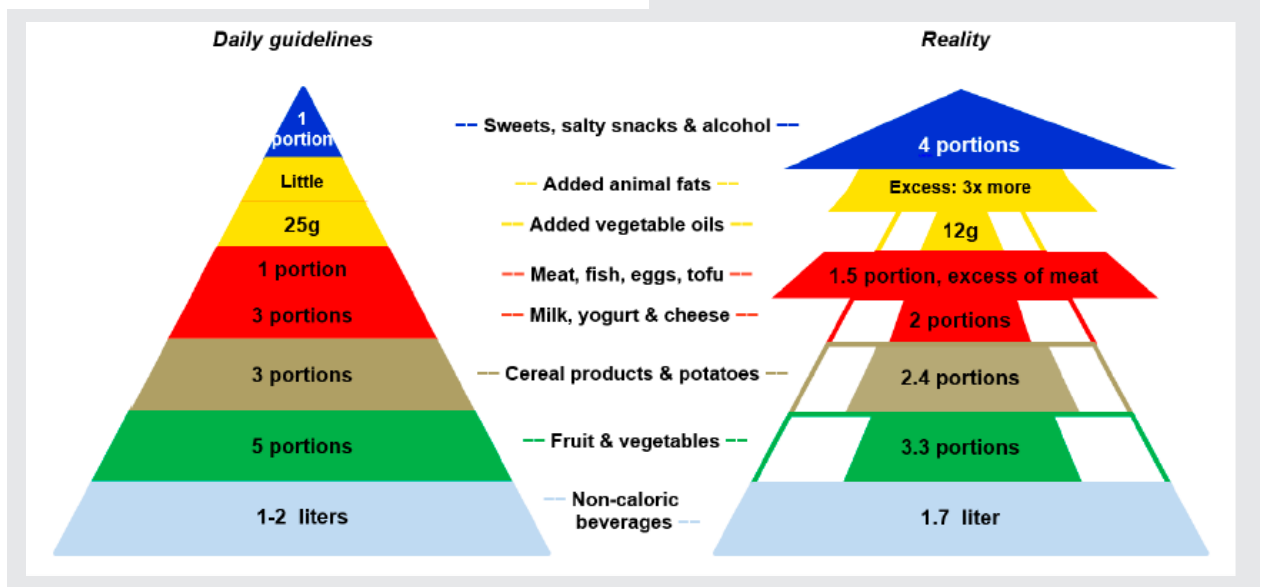 Daily guidelines
Reality
1
portion
Sweets, salty snacks & alcohol
4 portions
Little
Added animal fats
Excess: 3x more
25g
Added vegetable oils
12g
1 portion
Meat, fish, eggs, tofu
1.5 portion, excess of meat
3 portions
Milk, yogurt & cheese
2 portions
3 portions
Cereal products & potatoes
2.4 portions
5 portions
Fruit & vegetables
3.3 portions
1-2 liters
Non-caloric
beverages
1.7 liter